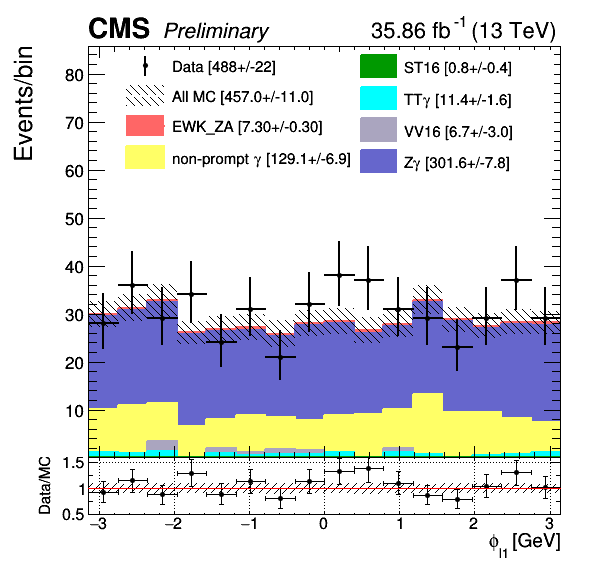 CMS Preliminary 35.86 fb⁻¹ (13 TeV)
Events/bin
Data [488+/-22]
All MC [457.0+/-11.0]
EWK_ZA [7.30+/-0.30]
non-prompt γ [129.1+/-6.9]
ST16 [0.8+/-0.4]
TTγ [11.4+/-1.6]
VV16 [6.7+/-3.0]
Zγ [301.6+/-7.8]
80
70
60
50
40
30
20
10
Data/MC
1.5
1
0.5
−3 −2 −1 0 1 2 3
ϕ_l1 [GeV]